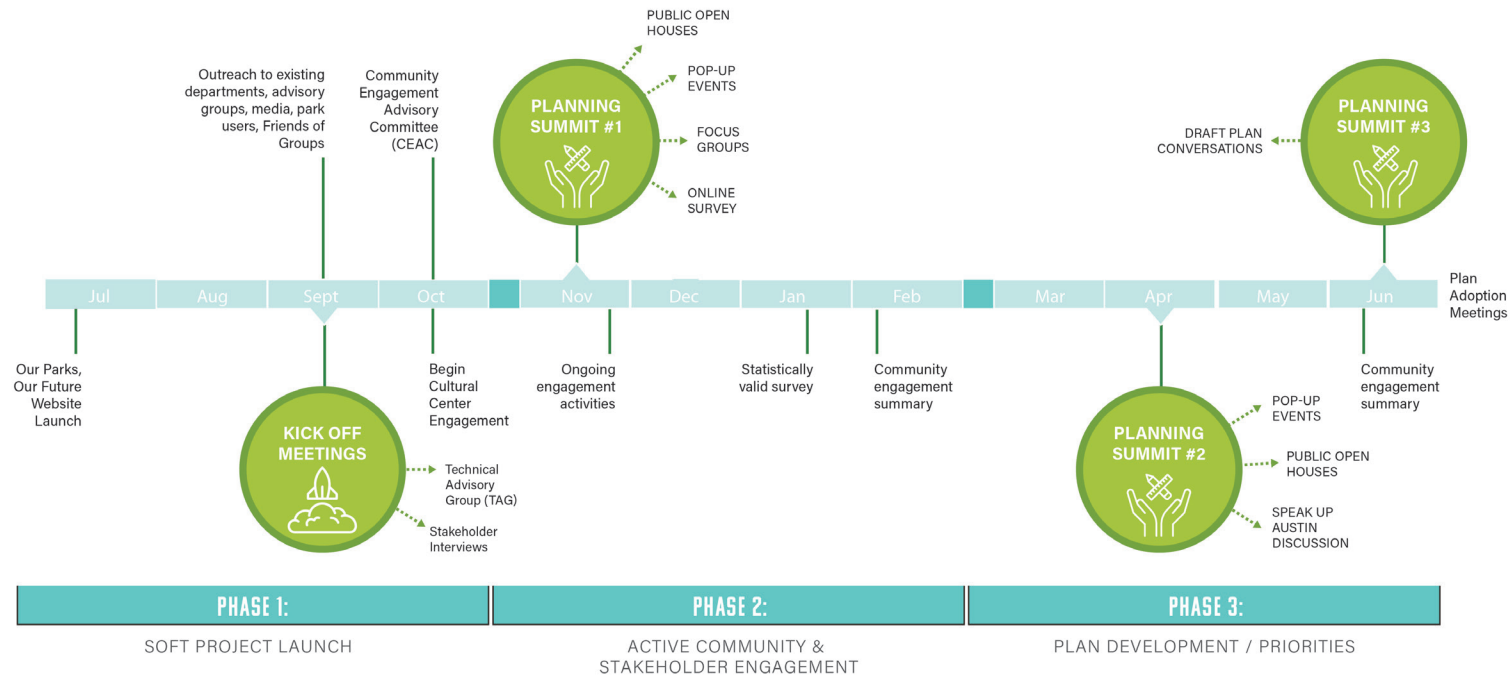 PUBLIC OPEN
HOUSES
Outreach to existing
departments, advisory
groups, media, park
users, Friends of
Groups
Community
Engagement
Advisory
Committee
(CEAC)
PLANNING
SUMMIT #1
POP-UP
EVENTS
FOCUS
GROUPS
ONLINE
SURVEY
DRAFT PLAN
CONVERSATIONS
PLANNING
SUMMIT #3
Jul
Aug
Sept
Oct
Nov
Dec
Jan
Feb
Mar
Apr
May
Jun
Plan
Adoption
Meetings
Our Parks,
Our Future
Website
Launch
KICK OFF
MEETINGS
Technical
Advisory
Group (TAG)
Stakeholder
Interviews
Begin
Cultural
Center
Engagement
Ongoing
engagement
activities
Statistically
valid survey
Community
engagement
summary
PLANNING
SUMMIT #2
POP-UP
EVENTS
PUBLIC OPEN
HOUSES
SPEAK UP
AUSTIN
DISCUSSION
Community
engagement
summary
PHASE 1:
SOFT PROJECT LAUNCH
PHASE 2:
ACTIVE COMMUNITY &
STAKEHOLDER ENGAGEMENT
PHASE 3:
PLAN DEVELOPMENT / PRIORITIES